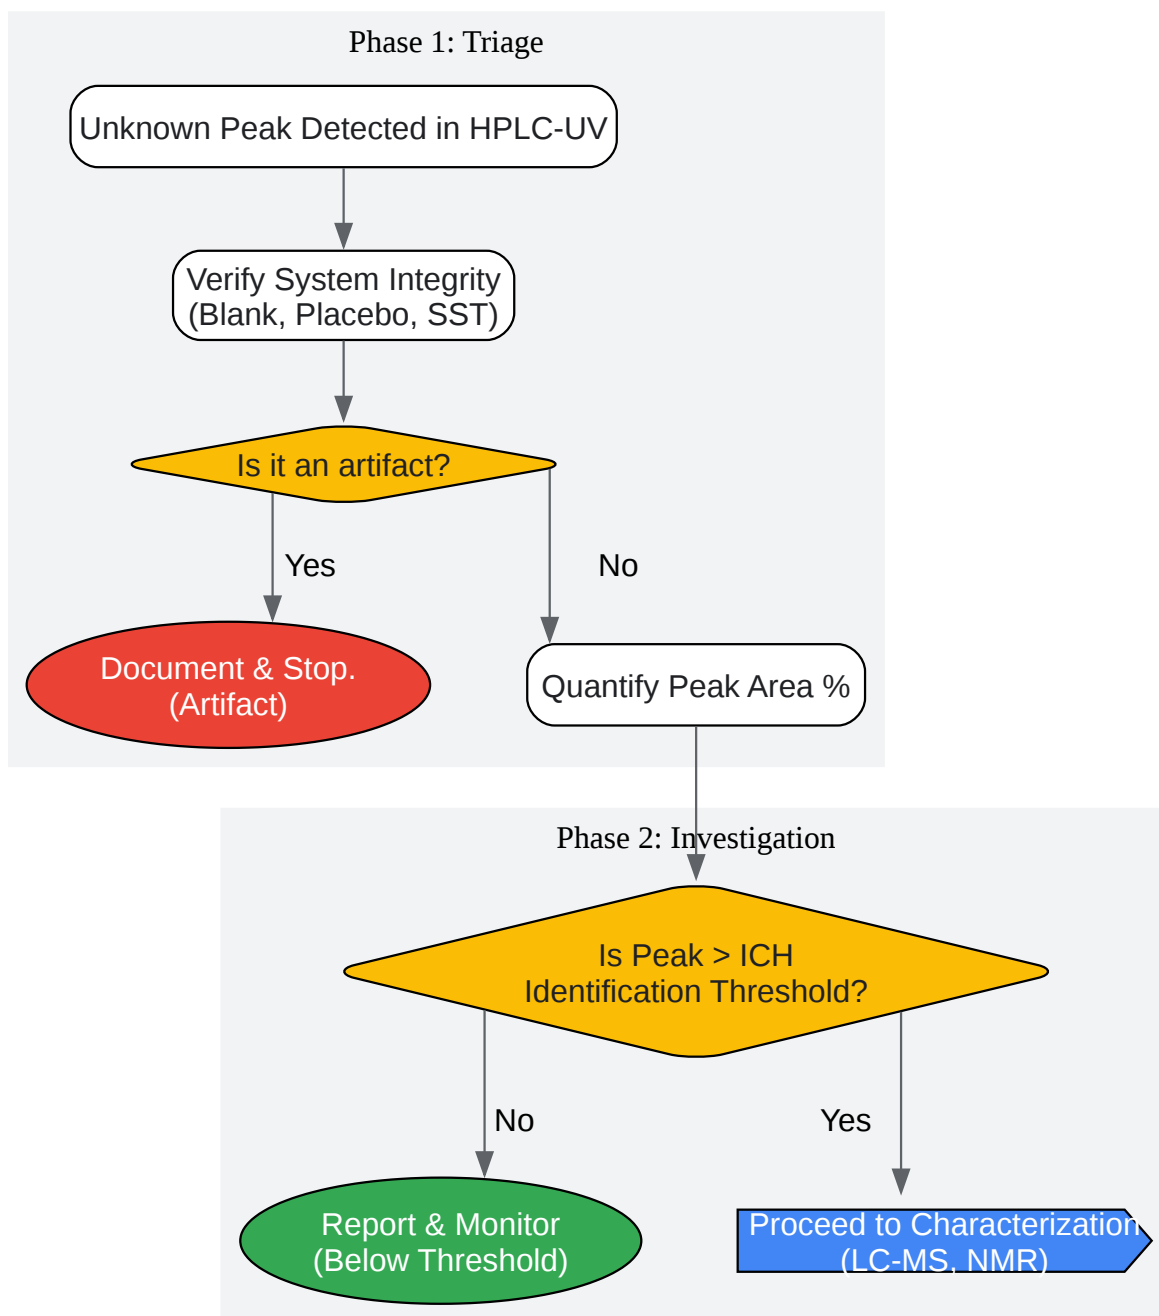 Phase 1: Triage
Unknown Peak Detected in HPLC-UV
Verify System Integrity
(Blank, Placebo, SST)
Is it an artifact?
Yes
No
Document & Stop.
(Artifact)
Quantify Peak Area %
Phase 2: Investigation
Is Peak > ICH
Identification Threshold?
No
Yes
Report & Monitor
(Below Threshold)
Proceed to Characterization
(LC-MS, NMR)